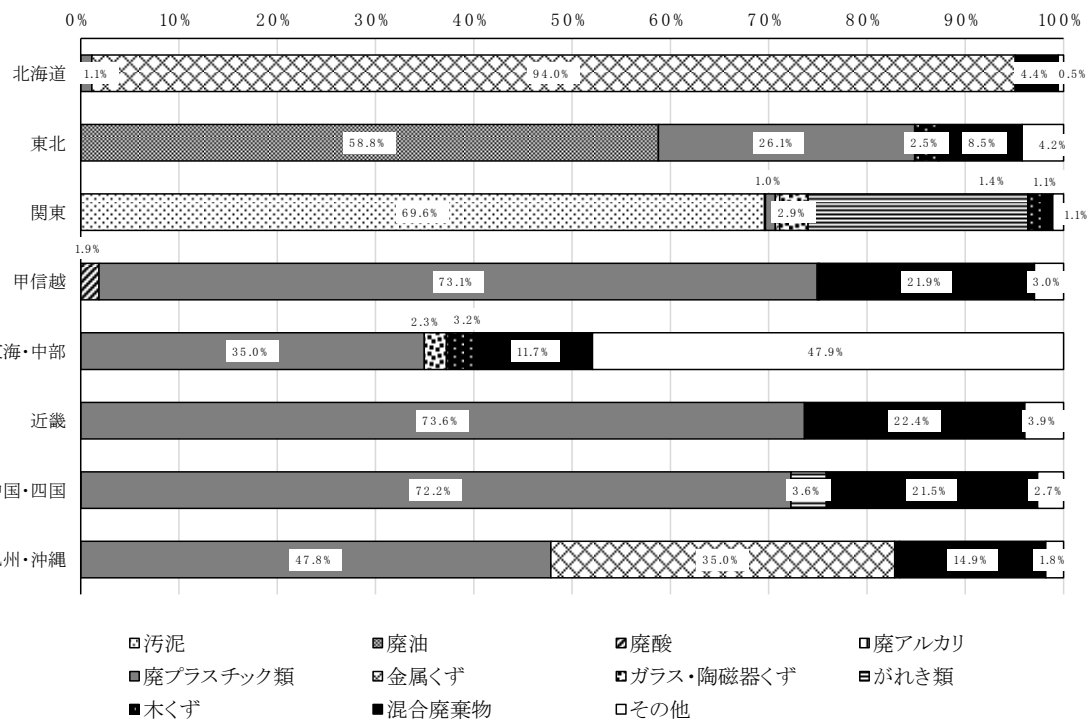 0% 10% 20% 30% 40% 50% 60% 70% 80% 90% 100%
北海道 1.1% 94.0% 4.4% 0.5%
東北 58.8% 26.1% 2.5% 8.5% 4.2%
1.0% 1.4% 1.1%
関東 69.6% 2.9% 1.1%
1.9%
甲信越 73.1% 21.9% 3.0%
2.3% 3.2%
海・中部 35.0% 11.7% 47.9%
近畿 73.6% 22.4% 3.9%
国・四国 72.2% 3.6% 21.5% 2.7%
州・沖縄 47.8% 35.0% 14.9% 1.8%
汚泥 廃油 廃酸 廃アルカリ
廃プラスチック類 金属くず ガラス・陶磁器くず がれき類
木くず 混合廃棄物 その他